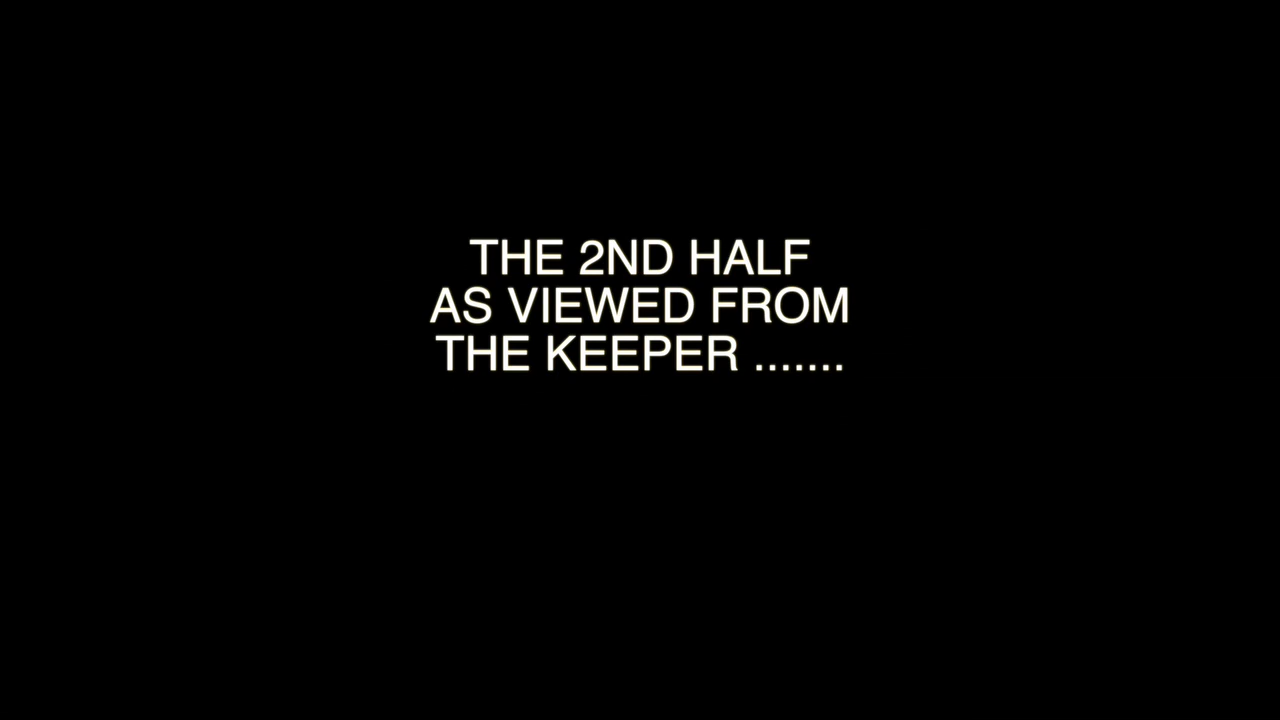 THE 2ND HALF
AS VIEWED FROM
THE KEEPER .......